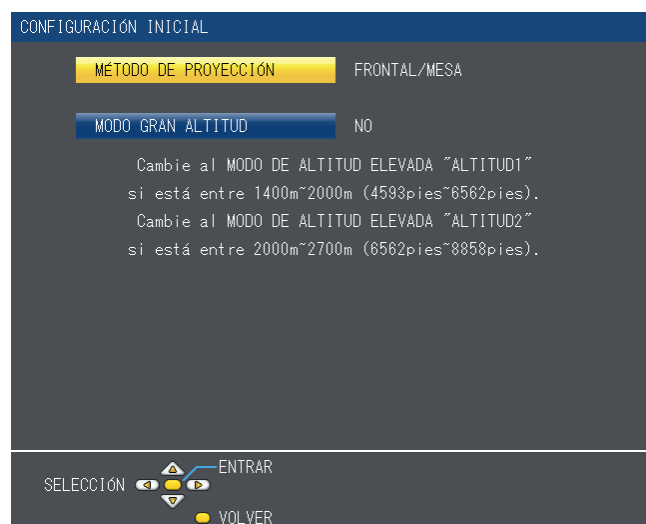 CONFIGURACIÓN INICIAL
MÉTODO DE PROYECCIÓN FRONTAL/MESA
MODO GRAN ALTITUD NO
Cambie al MODO DE ALTITUD ELEVADA "ALTITUD1"
si está entre 1400m~2000m (4593pies~6562pies).
Cambie al MODO DE ALTITUD ELEVADA "ALTITUD2"
si está entre 2000m~2700m (6562pies~8858pies).
ENTRAR
SELECCIÓN
VOLVER